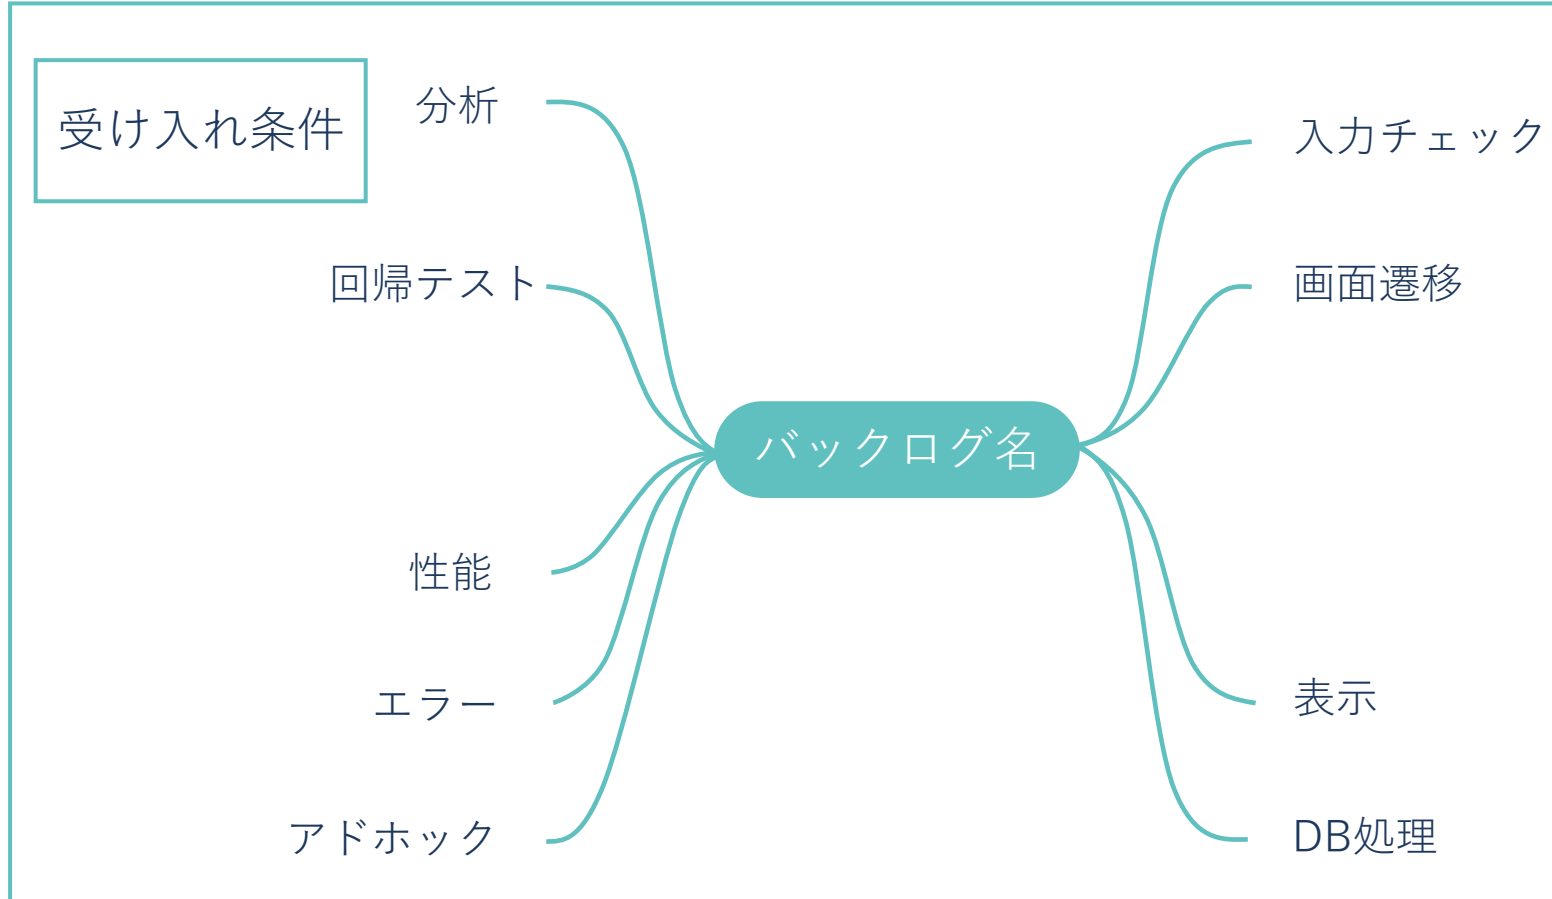 受け入れ条件
分析
回帰テスト
性能
エラー
アドホック
バックログ名
入力チェック
画面遷移
表示
DB処理